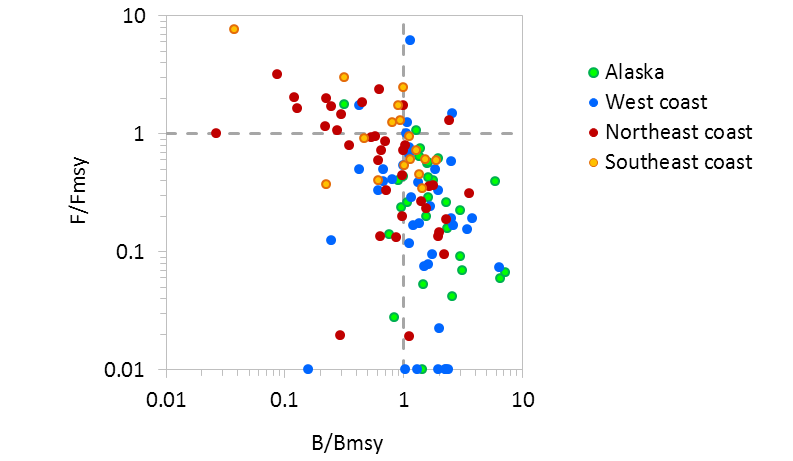 10
1
0.1
0.01
F/Fmsy
0.01
0.1
1
10
B/Bmsy
Alaska
West coast
Northeast coast
Southeast coast